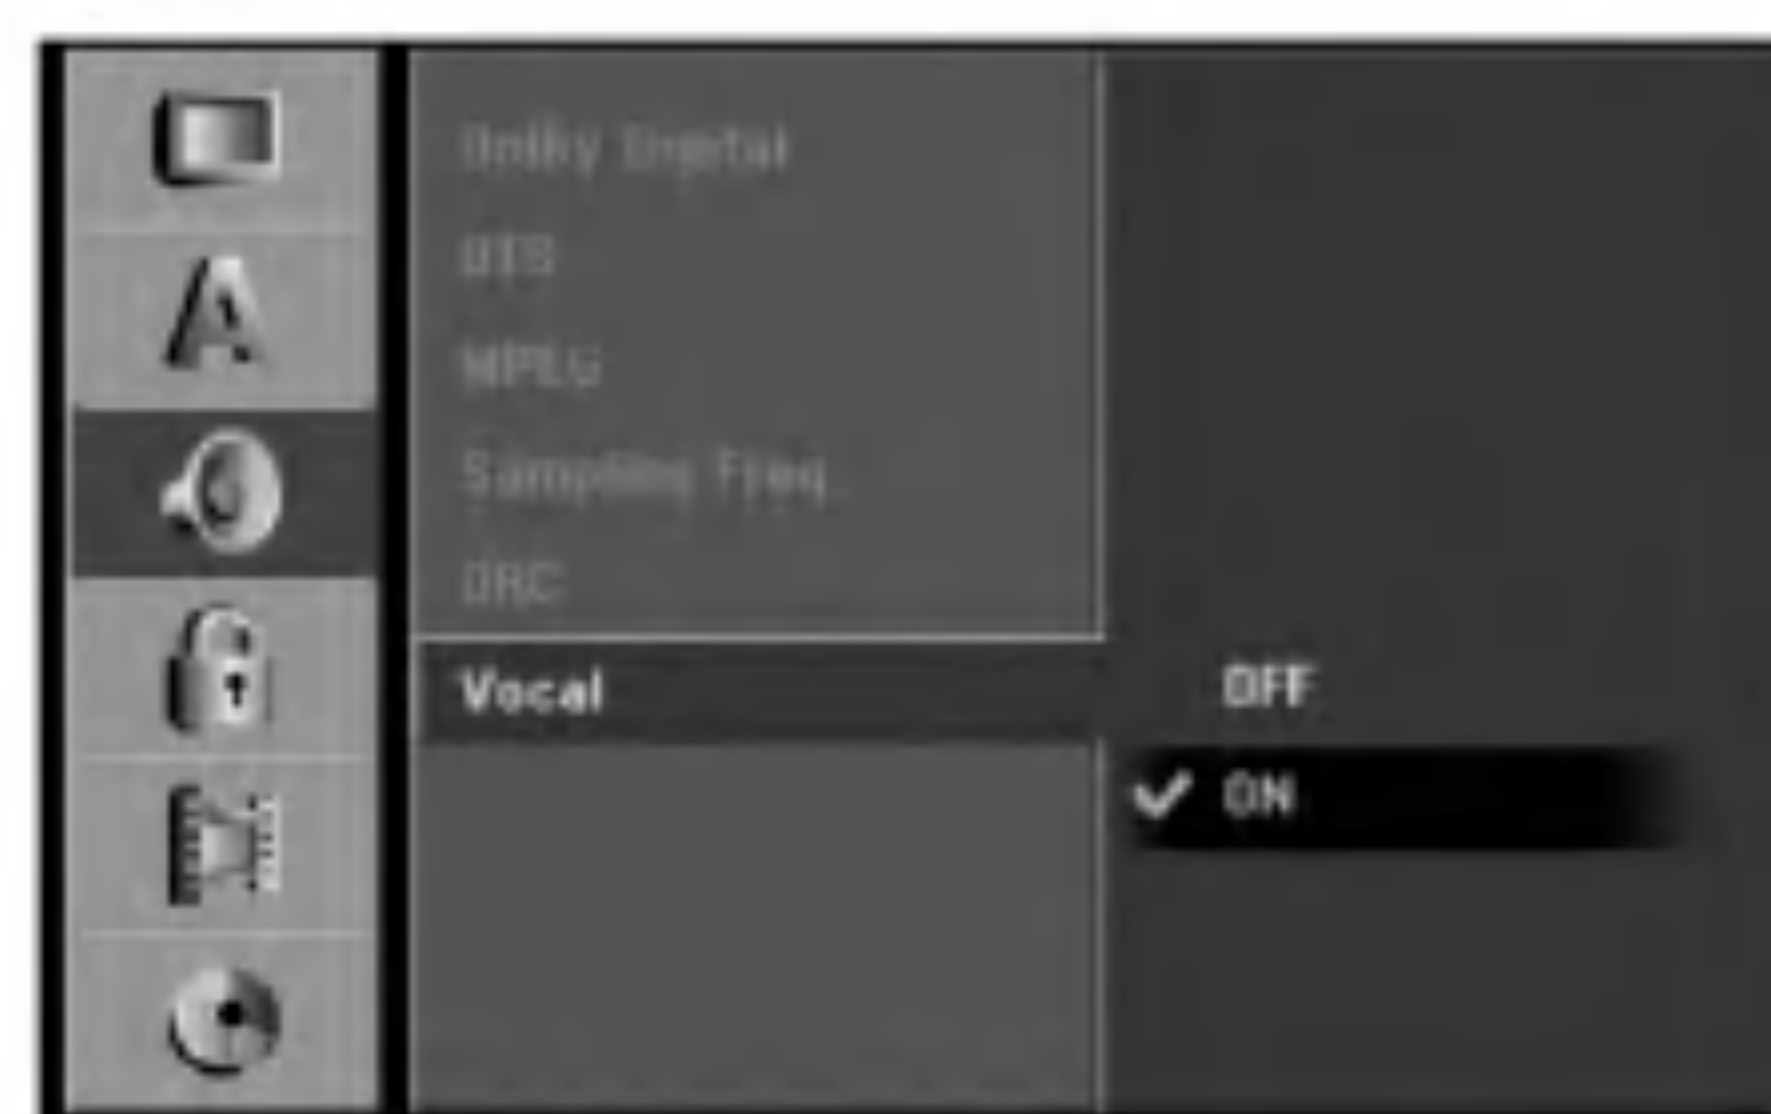 Dolby Digital
DTS
MPEG
Sampling Freq.
DRC
Vocal
OFF
ON